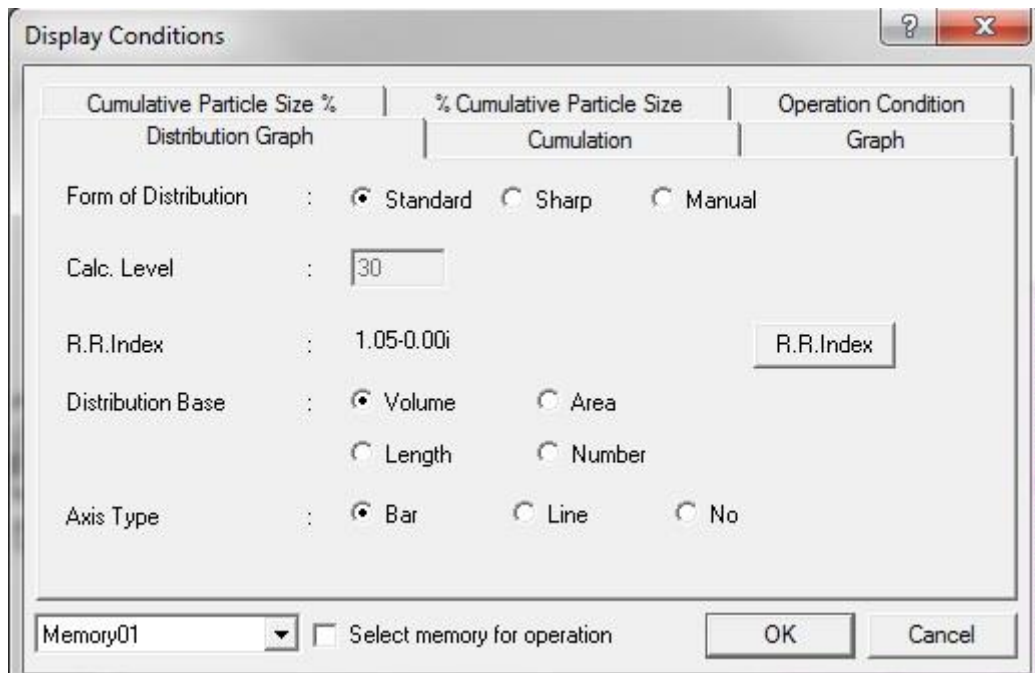 Display Conditions
Cumulative Particle Size % % Cumulative Particle Size Operation Condition
Distribution Graph Cumulation Graph
Form of Distribution : Standard Sharp Manual
Calc. Level : 30
R.R.Index : 1.05-0.00i R.R.Index
Distribution Base : Volume Area
Length Number
Axis Type : Bar Line No
Memory01 Select memory for operation OK Cancel